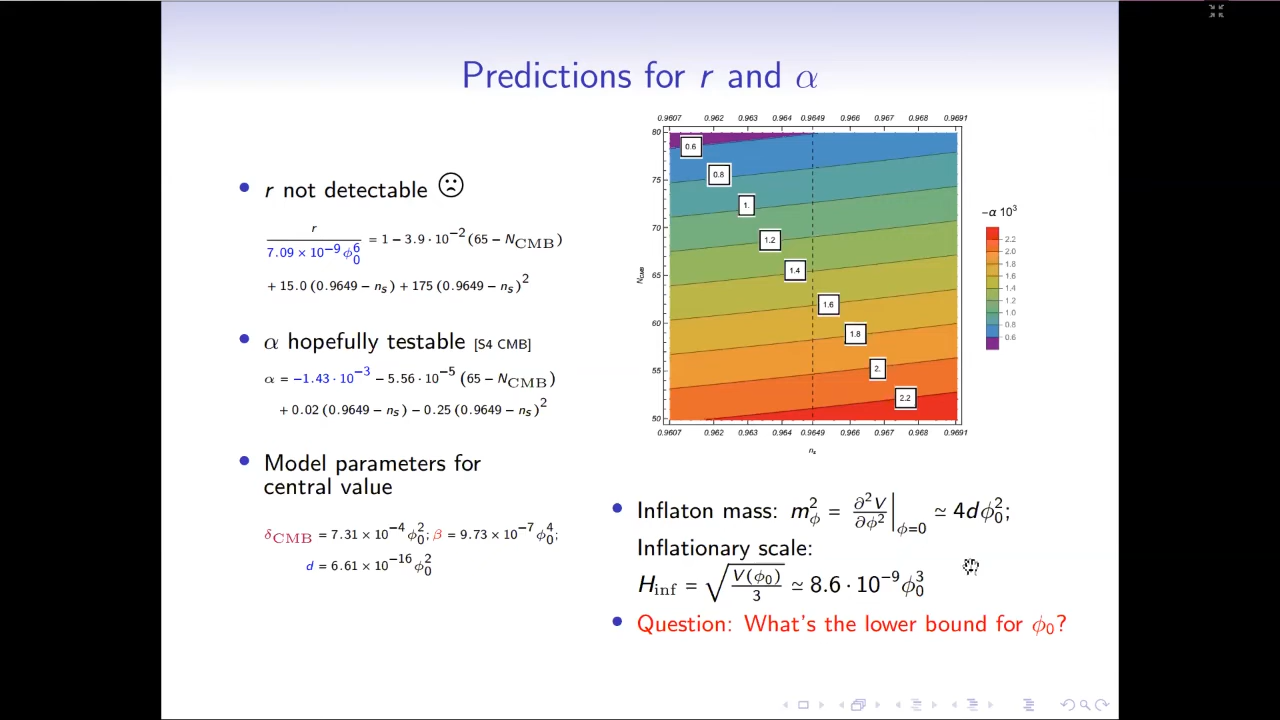 Predictions for r and α
• r not detectable ☹
r / 7.09 × 10⁻⁹ ϕ₀⁶ = 1 − 3.9 · 10⁻² (65 − N_CMB)
+ 15.0 (0.9649 − nₛ) + 175 (0.9649 − nₛ)²
• α hopefully testable [S4 CMB]
α = −1.43 · 10⁻³ − 5.56 · 10⁻⁵ (65 − N_CMB)
+ 0.02 (0.9649 − nₛ) − 0.25 (0.9649 − nₛ)²
• Model parameters for
central value
δ_CMB = 7.31 × 10⁻⁴ ϕ₀²; β = 9.73 × 10⁻⁷ ϕ₀⁴;
d = 6.61 × 10⁻¹⁶ ϕ₀²
0.9607 0.962 0.963 0.964 0.9649 0.966 0.967 0.968 0.9691
80
75
70
65
60
55
50
N_CMB
0.6
0.8
1.
1.2
1.4
1.6
1.8
2.
2.2
0.9607 0.962 0.963 0.964 0.9649 0.966 0.967 0.968 0.9691
nₛ
−α 10³
2.2
2.0
1.8
1.6
1.4
1.2
1.0
0.8
0.6
• Inflaton mass: m_ϕ² = ∂²V/∂ϕ² |_ϕ=0 ≃ 4dϕ₀²;
Inflationary scale:
H_inf = √(V(ϕ₀)/3) ≃ 8.6 · 10⁻⁹ ϕ₀³
• Question: What's the lower bound for ϕ₀?